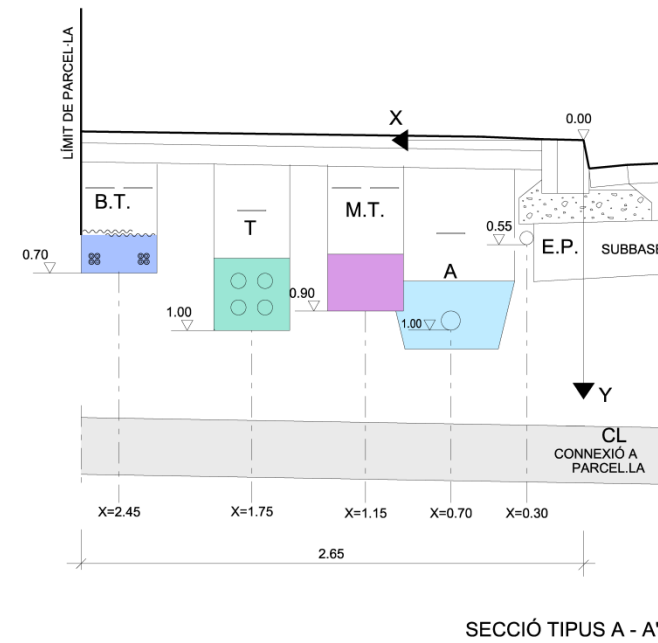 LÍMIT DE PARCEL·LA
X
0.00
B.T.
T
M.T.
A
0.55
E.P.
SUBBASE
0.70
1.00
0.90
1.00
Y
CL
CONNEXIÓ A
PARCEL.LA
X=2.45
X=1.75
X=1.15
X=0.70
X=0.30
2.65
SECCIÓ TIPUS A - A'